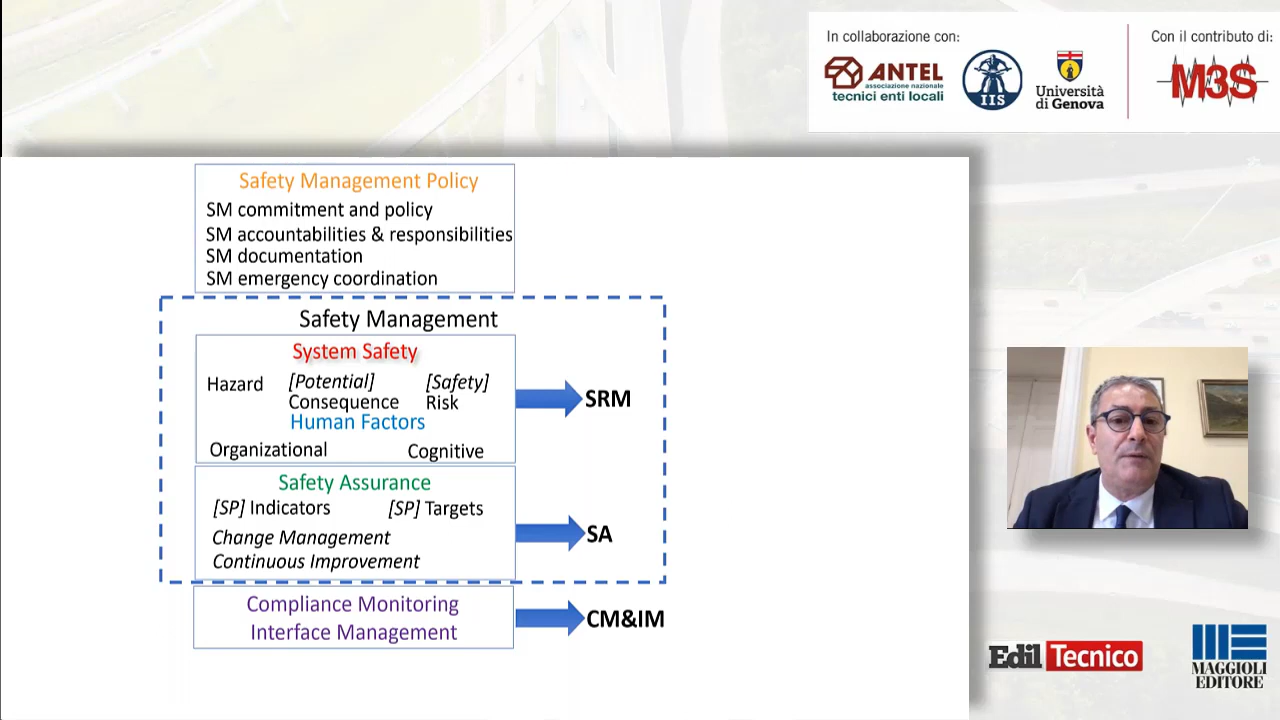 In collaborazione con:
Con il contributo di:
ANTEL
associazione nazionale
tecnici enti locali
IIS
Università
di Genova
M3S
Safety Management Policy
SM commitment and policy
SM accountabilities & responsibilities
SM documentation
SM emergency coordination
Safety Management
System Safety
Hazard [Potential] [Safety]
Consequence Risk
Human Factors
Organizational Cognitive
SRM
Safety Assurance
[SP] Indicators [SP] Targets
Change Management
Continuous Improvement
SA
Compliance Monitoring
Interface Management
CM&IM
Edil Tecnico
MAGGIOLI
EDITORE